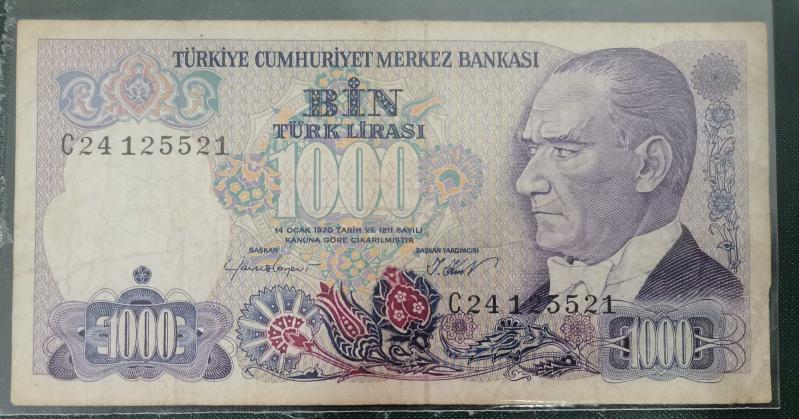 TÜRKİYE CUMHURİYET MERKEZ BANKASI
BİN
TÜRK LİRASI
C24 125521
1000
14 OCAK 1970 TARİH VE 1211 SAYILI
KANUNA GÖRE ÇIKARILMIŞTIR
BAŞKAN BAŞKAN YARDIMCISI
C24 125521
1000 1000